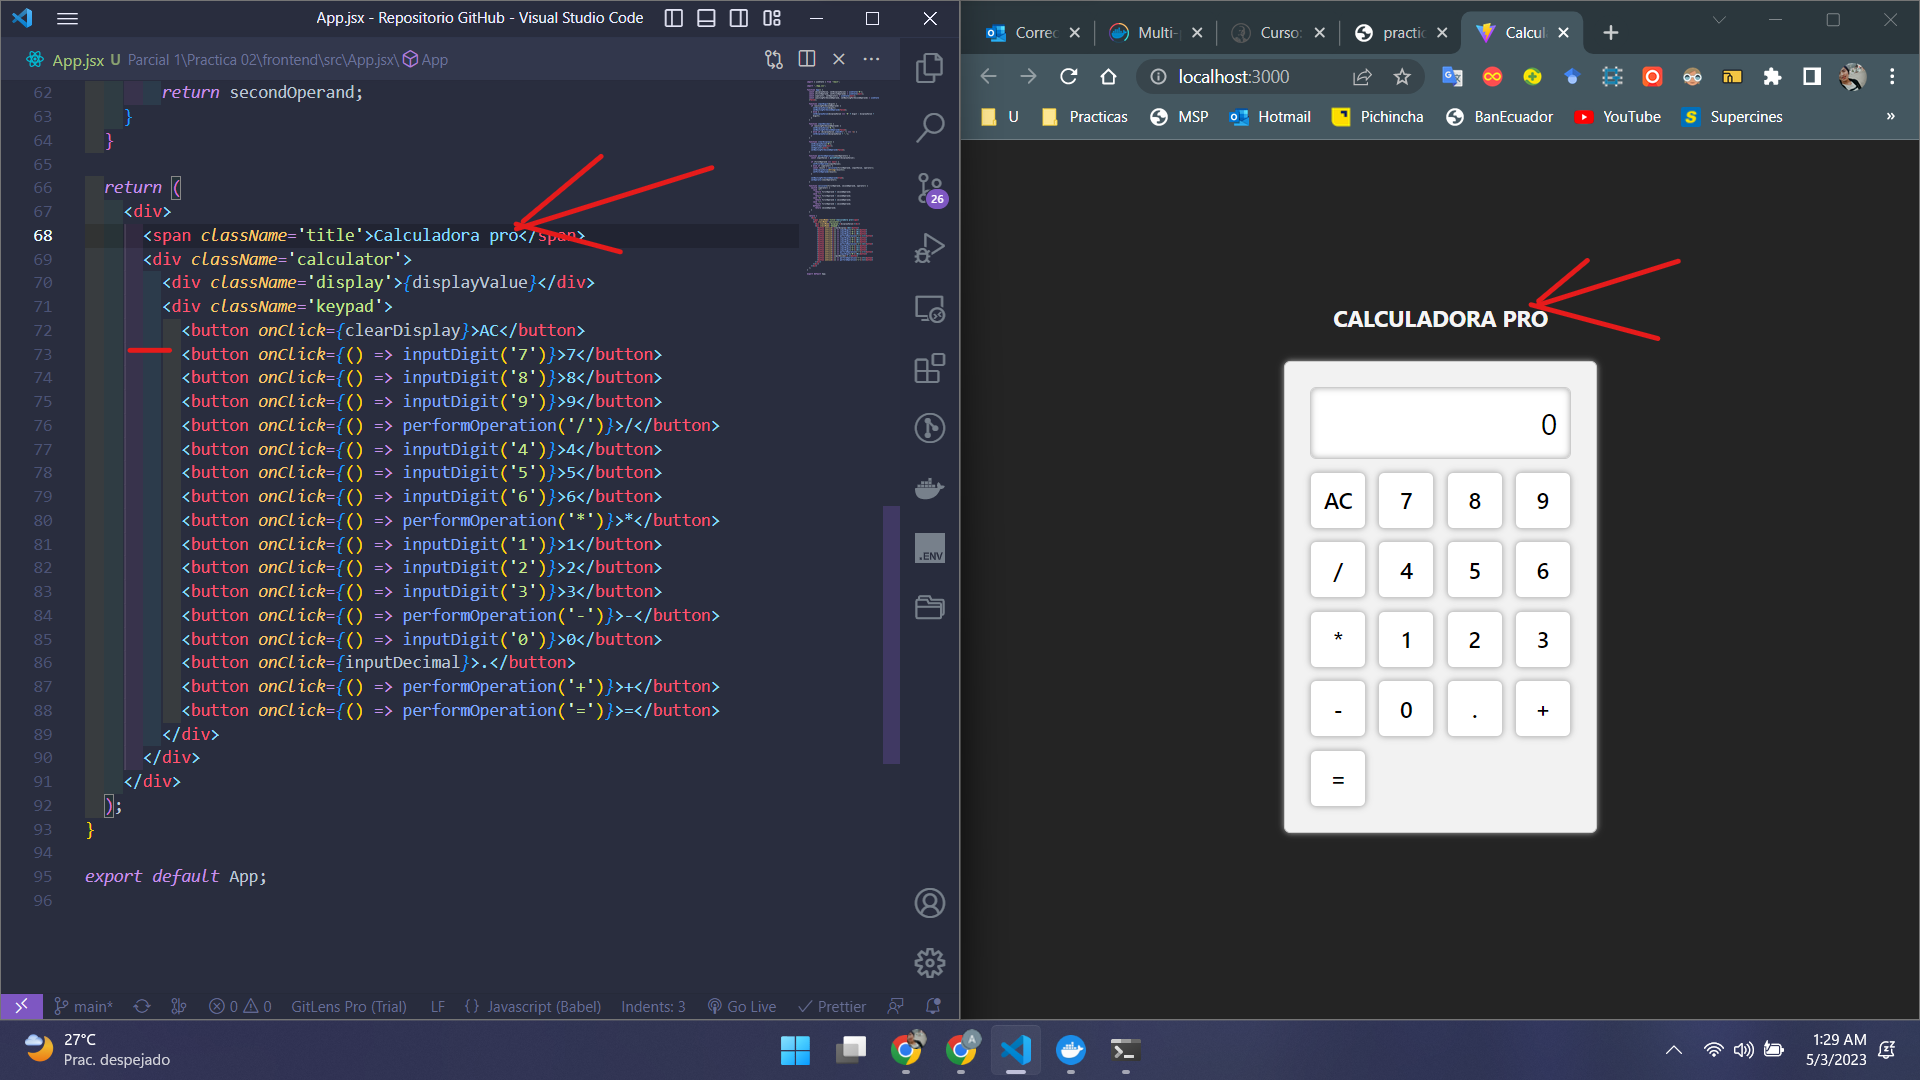 App.jsx - Repositorio GitHub - Visual Studio Code
App.jsx U Parcial 1\Practica 02\frontend\src\App.jsx\ App
62 return secondOperand;
63 }
64 }
65
66 return (
67 <div>
68 <span className='title'>Calculadora pro</span>
69 <div className='calculator'>
70 <div className='display'>{displayValue}</div>
71 <div className='keypad'>
72 <button onClick={clearDisplay}>AC</button>
73 <button onClick={() => inputDigit('7')}>7</button>
74 <button onClick={() => inputDigit('8')}>8</button>
75 <button onClick={() => inputDigit('9')}>9</button>
76 <button onClick={() => performOperation('/')}>/</button>
77 <button onClick={() => inputDigit('4')}>4</button>
78 <button onClick={() => inputDigit('5')}>5</button>
79 <button onClick={() => inputDigit('6')}>6</button>
80 <button onClick={() => performOperation('*')}>*</button>
81 <button onClick={() => inputDigit('1')}>1</button>
82 <button onClick={() => inputDigit('2')}>2</button>
83 <button onClick={() => inputDigit('3')}>3</button>
84 <button onClick={() => performOperation('-')}>-</button>
85 <button onClick={() => inputDigit('0')}>0</button>
86 <button onClick={inputDecimal}>.</button>
87 <button onClick={() => performOperation('+')}>+</button>
88 <button onClick={() => performOperation('=')}>=</button>
89 </div>
90 </div>
91 </div>
92 );
93 }
94
95 export default App;
96
26
.ENV
main* 0 0 GitLens Pro (Trial) LF {} Javascript (Babel) Indents: 3 Go Live Prettier
Correc Multi- Curso: practic Calcul
localhost:3000
U Practicas MSP Hotmail Pichincha BanEcuador YouTube Supercines »
CALCULADORA PRO
0
AC 7 8 9
/ 4 5 6
* 1 2 3
- 0 . +
=
27°C
Prac. despejado
1:29 AM
5/3/2023